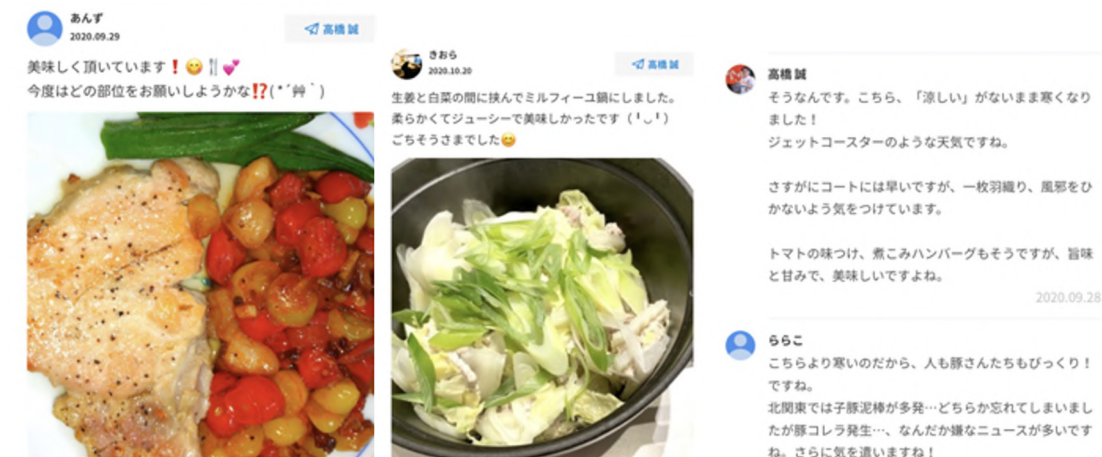 あんず
2020.09.29
高橋 誠
美味しく頂いています❗😋🍴💕
今度はどの部位をお願いしようかな⁉️(*´艸｀)
きおら
2020.10.20
高橋 誠
生姜と白菜の間に挟んでミルフィーユ鍋にしました。
柔らかくてジューシーで美味しかったです（╹◡╹）
ごちそうさまでした😊
高橋 誠
そうなんです。こちら、「涼しい」がないまま寒くなり
ました！
ジェットコースターのような天気ですね。
さすがにコートには早いですが、一枚羽織り、風邪をひ
かないよう気をつけています。
トマトの味つけ、煮こみハンバーグもそうですが、旨味
と甘みで、美味しいですよね。
2020.09.28
ららこ
こちらより寒いのだから、人も豚さんたちもびっくり！
ですね。
北関東では子豚泥棒が多発…どちらか忘れてしまいまし
たが豚コレラ発生…、なんだか嫌なニュースが多いです
ね。さらに気を遣いますね！